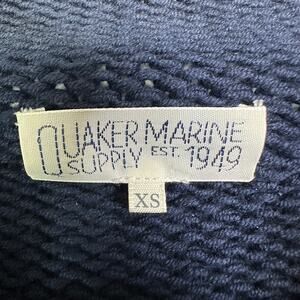 QUAKER MARINE
SUPPLY EST. 1949
XS